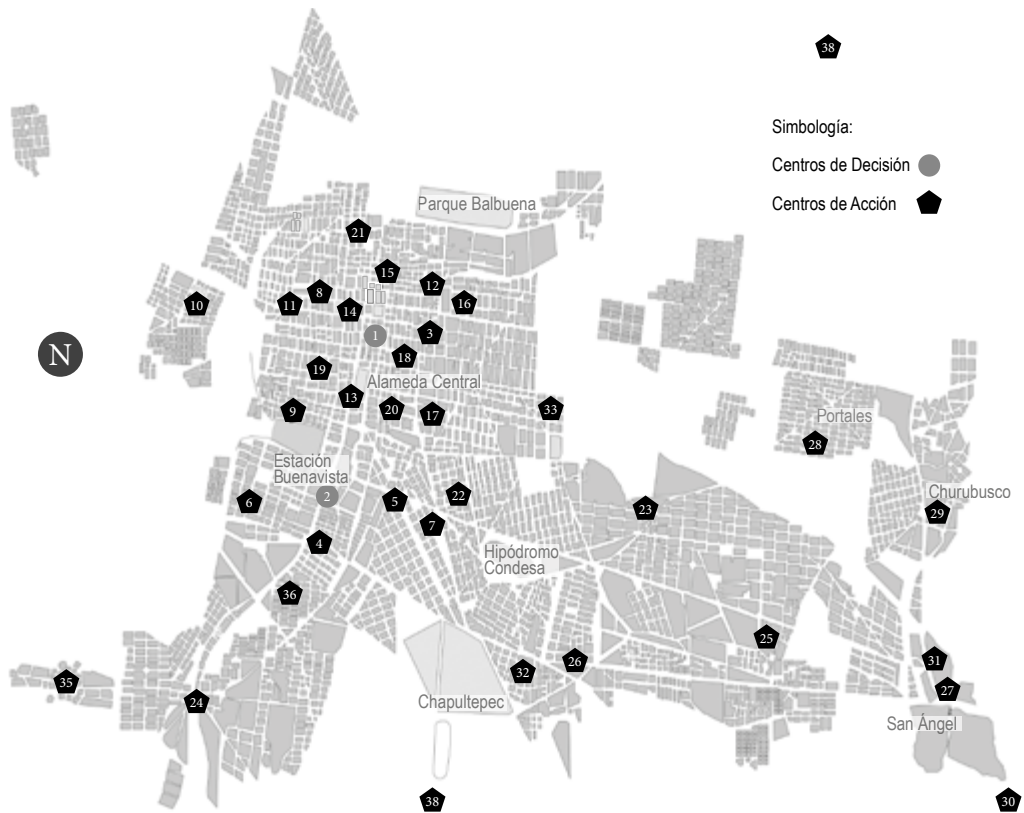 38
Simbología:
Centros de Decisión
Centros de Acción
Parque Balbuena
21
15
12
8
16
10
11
14
3
1
N
18
19
Alameda Central
13
20
33
9
17
Portales
28
Estación
Buenavista
Churubusco
2
22
6
5
23
29
7
4
Hipódromo
Condesa
36
25
26
31
32
35
27
24
Chapultepec
San Ángel
38
30